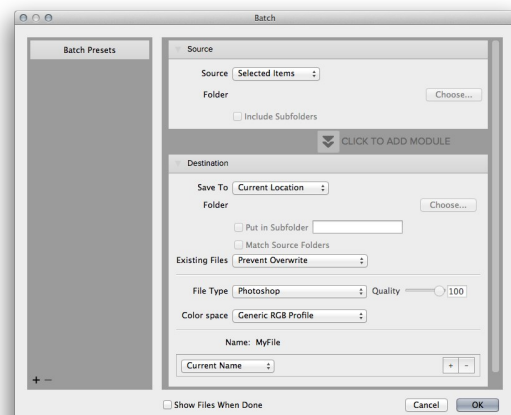 Batch
Batch Presets
Source
Source Selected Items
Folder Choose...
Include Subfolders
CLICK TO ADD MODULE
Destination
Save To Current Location
Folder Choose...
Put in Subfolder
Match Source Folders
Existing Files Prevent Overwrite
File Type Photoshop Quality 100
Color space Generic RGB Profile
Name: MyFile
Current Name + -
+ -
Show Files When Done Cancel OK